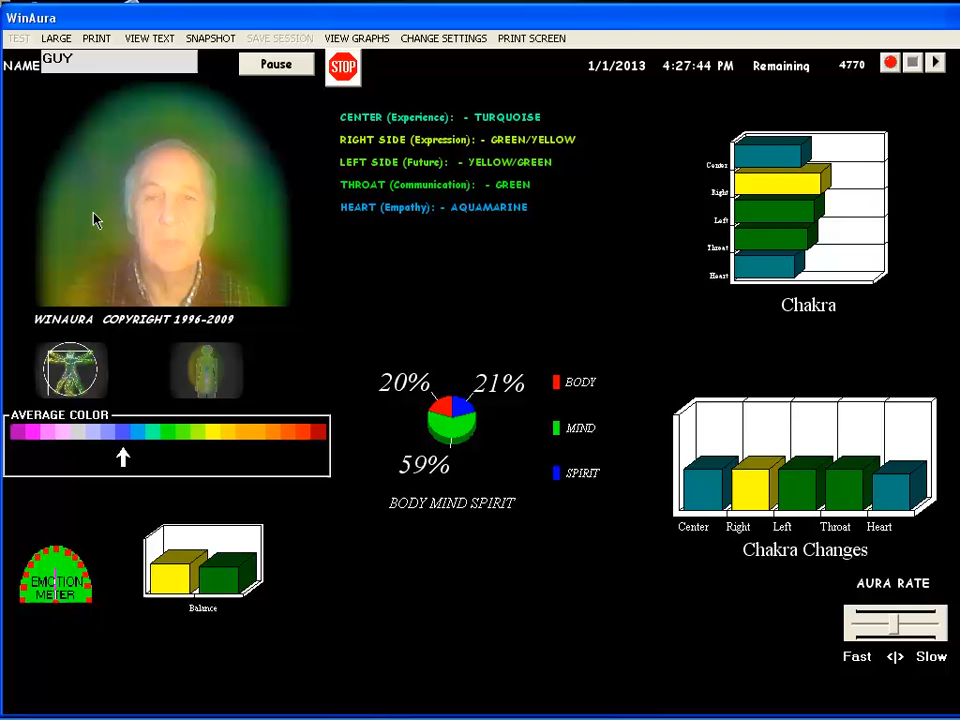 WinAura
TEST LARGE PRINT VIEW TEXT SNAPSHOT SAVE SESSION VIEW GRAPHS CHANGE SETTINGS PRINT SCREEN
NAME GUY Pause STOP 1/1/2013 4:27:44 PM Remaining 4770
CENTER (Experience): - TURQUOISE
RIGHT SIDE (Expression): - GREEN/YELLOW
LEFT SIDE (Future): - YELLOW/GREEN
THROAT (Communication): - GREEN
HEART (Empathy): - AQUAMARINE
Center
Right
Left
Throat
Heart
Chakra
WINAURA COPYRIGHT 1996-2009
AVERAGE COLOR
20% 21%
59%
BODY
MIND
SPIRIT
BODY MIND SPIRIT
Center Right Left Throat Heart
Chakra Changes
EMOTION
METER
Balance
AURA RATE
Fast <|> Slow